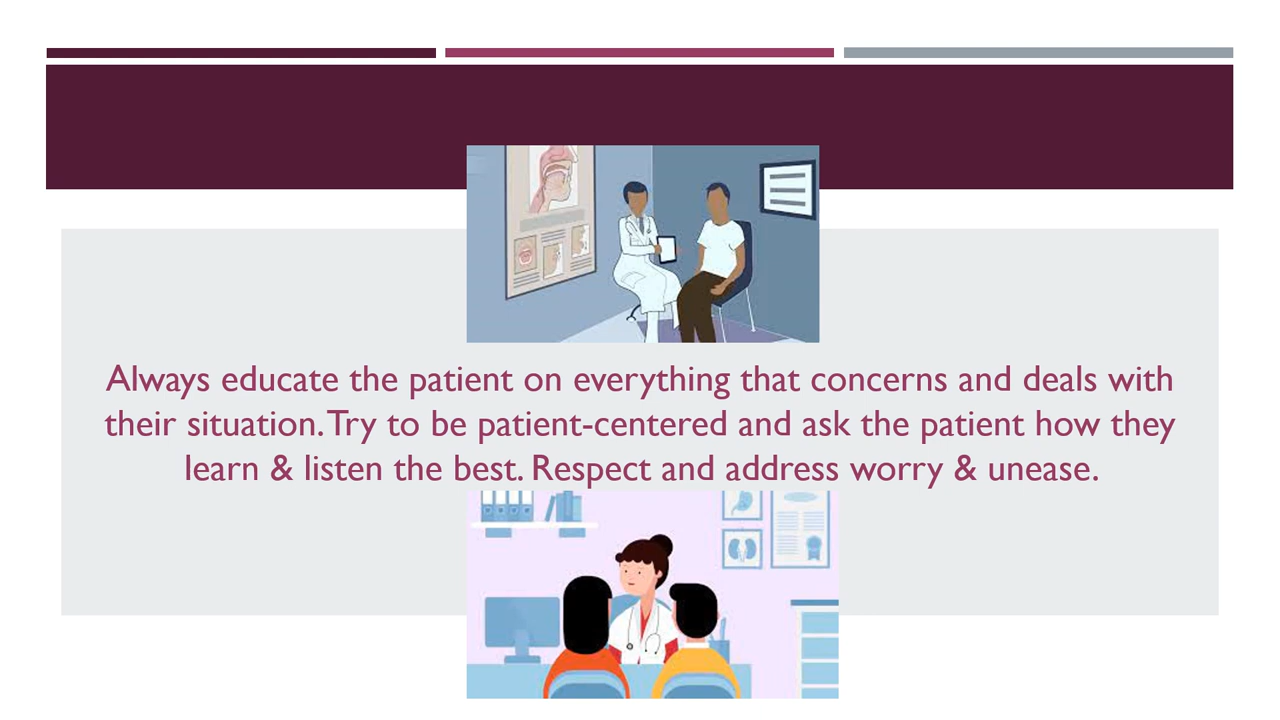 Always educate the patient on everything that concerns and deals with
their situation. Try to be patient-centered and ask the patient how they
learn & listen the best. Respect and address worry & unease.